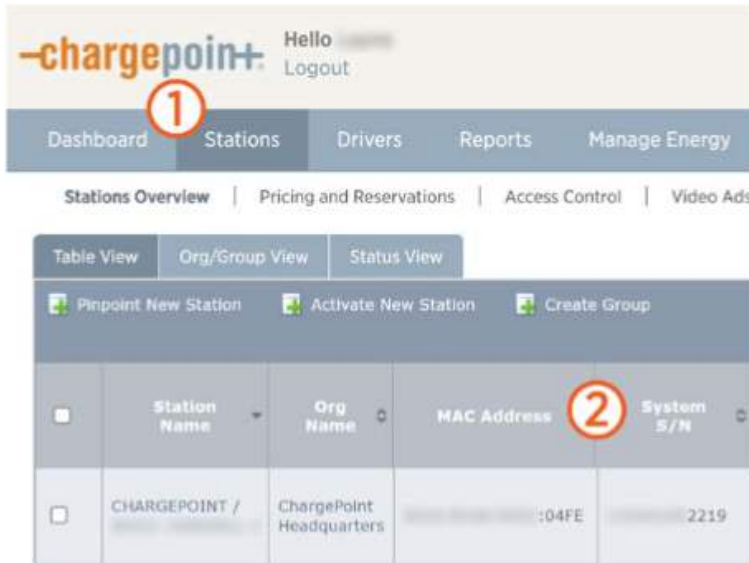 -chargepoin+.
Hello
Logout
1
Dashboard Stations Drivers Reports Manage Energy
Stations Overview | Pricing and Reservations | Access Control | Video Ads
Table View Org/Group View Status View
Pinpoint New Station Activate New Station Create Group
Station Name Org Name MAC Address 2 System S/N
CHARGEPOINT / ChargePoint Headquarters :04FE 2219